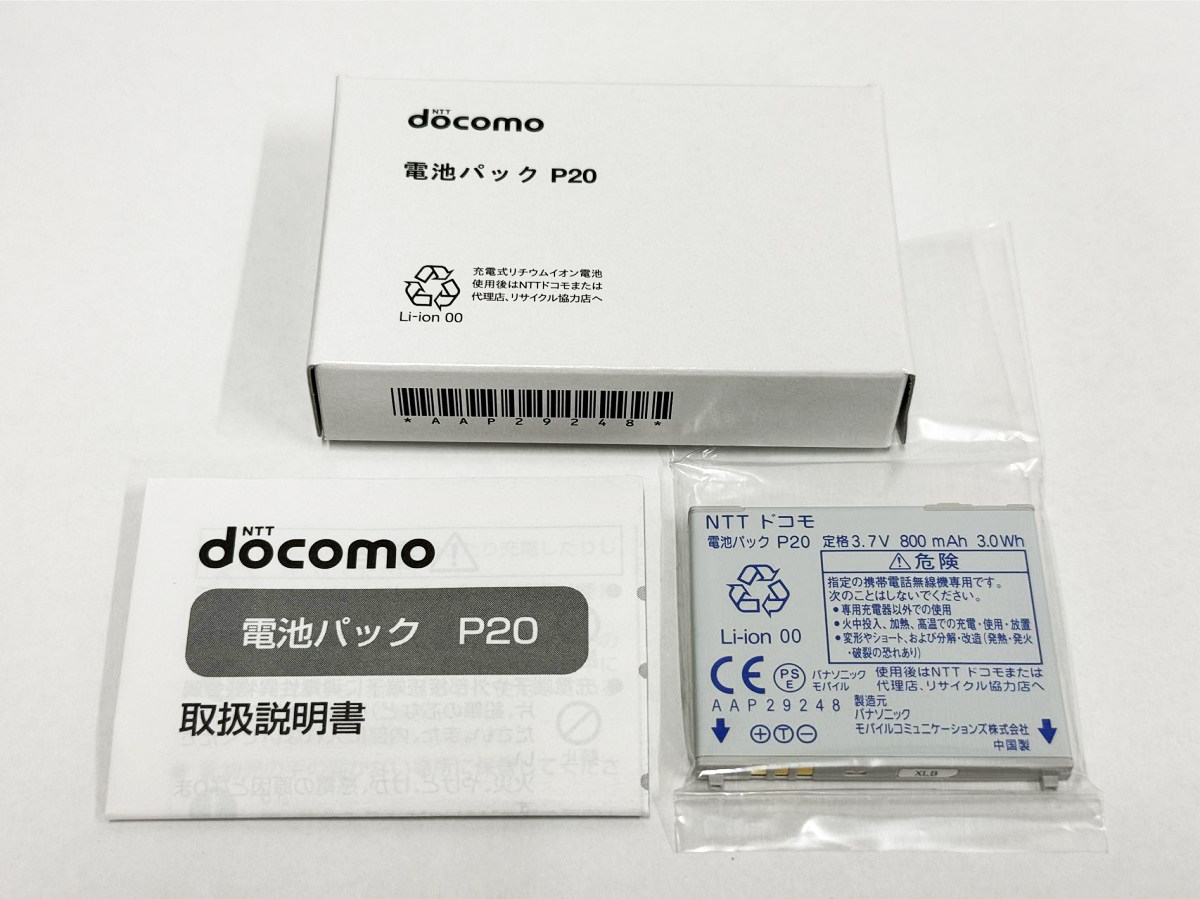 NTT
docomo
電池パック P20
充電式リチウムイオン電池
使用後はNTTドコモまたは
代理店、リサイクル協力店へ
Li-ion 00
*AAP29248*
NTT
docomo
電池パック P20
取扱説明書
NTT ドコモ
電池パック P20 定格3.7V 800 mAh 3.0Wh
危険
指定の携帯電話無線機専用です。
次のことはしないでください。
•専用充電器以外での使用
•火中投入、加熱、高温での充電・使用・放置
•変形やショート、および分解・改造(発熱・発火
・破裂の恐れあり)
Li-ion 00
CE
PS
E
パナソニック
モバイル
使用後はNTT ドコモまたは
代理店、リサイクル協力店へ
AAP29248
製造元
パナソニック
モバイルコミュニケーションズ株式会社
中国製
+ T −
XLB